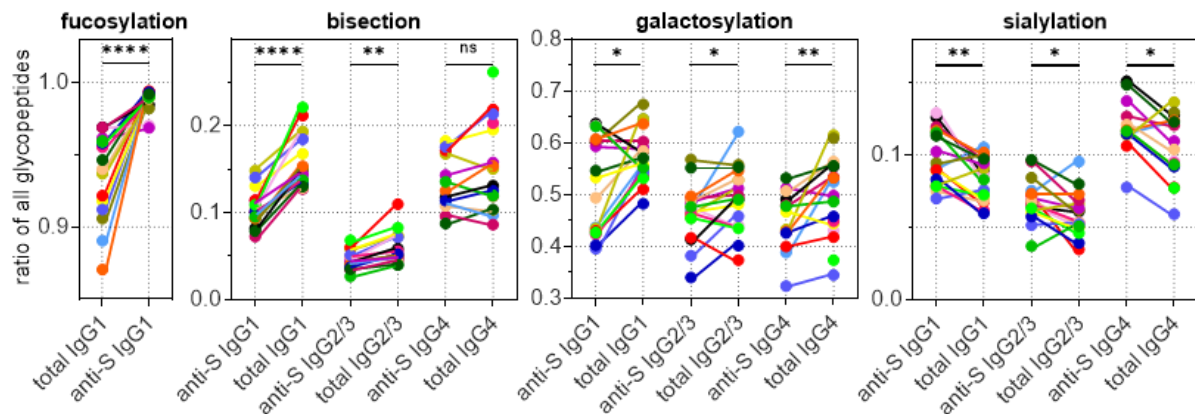 fucosylation bisection galactosylation sialylation
ratio of all glycopeptides
1.0
0.9
****
total IgG1
anti-S IgG1
0.2
0.1
0.0
**** ** ns
anti-S IgG1
total IgG1
anti-S IgG2/3
total IgG2/3
anti-S IgG4
total IgG4
0.8
0.7
0.6
0.5
0.4
0.3
* * **
anti-S IgG1
total IgG1
anti-S IgG2/3
total IgG2/3
anti-S IgG4
total IgG4
0.1
0.0
** * *
anti-S IgG1
total IgG1
anti-S IgG2/3
total IgG2/3
anti-S IgG4
total IgG4